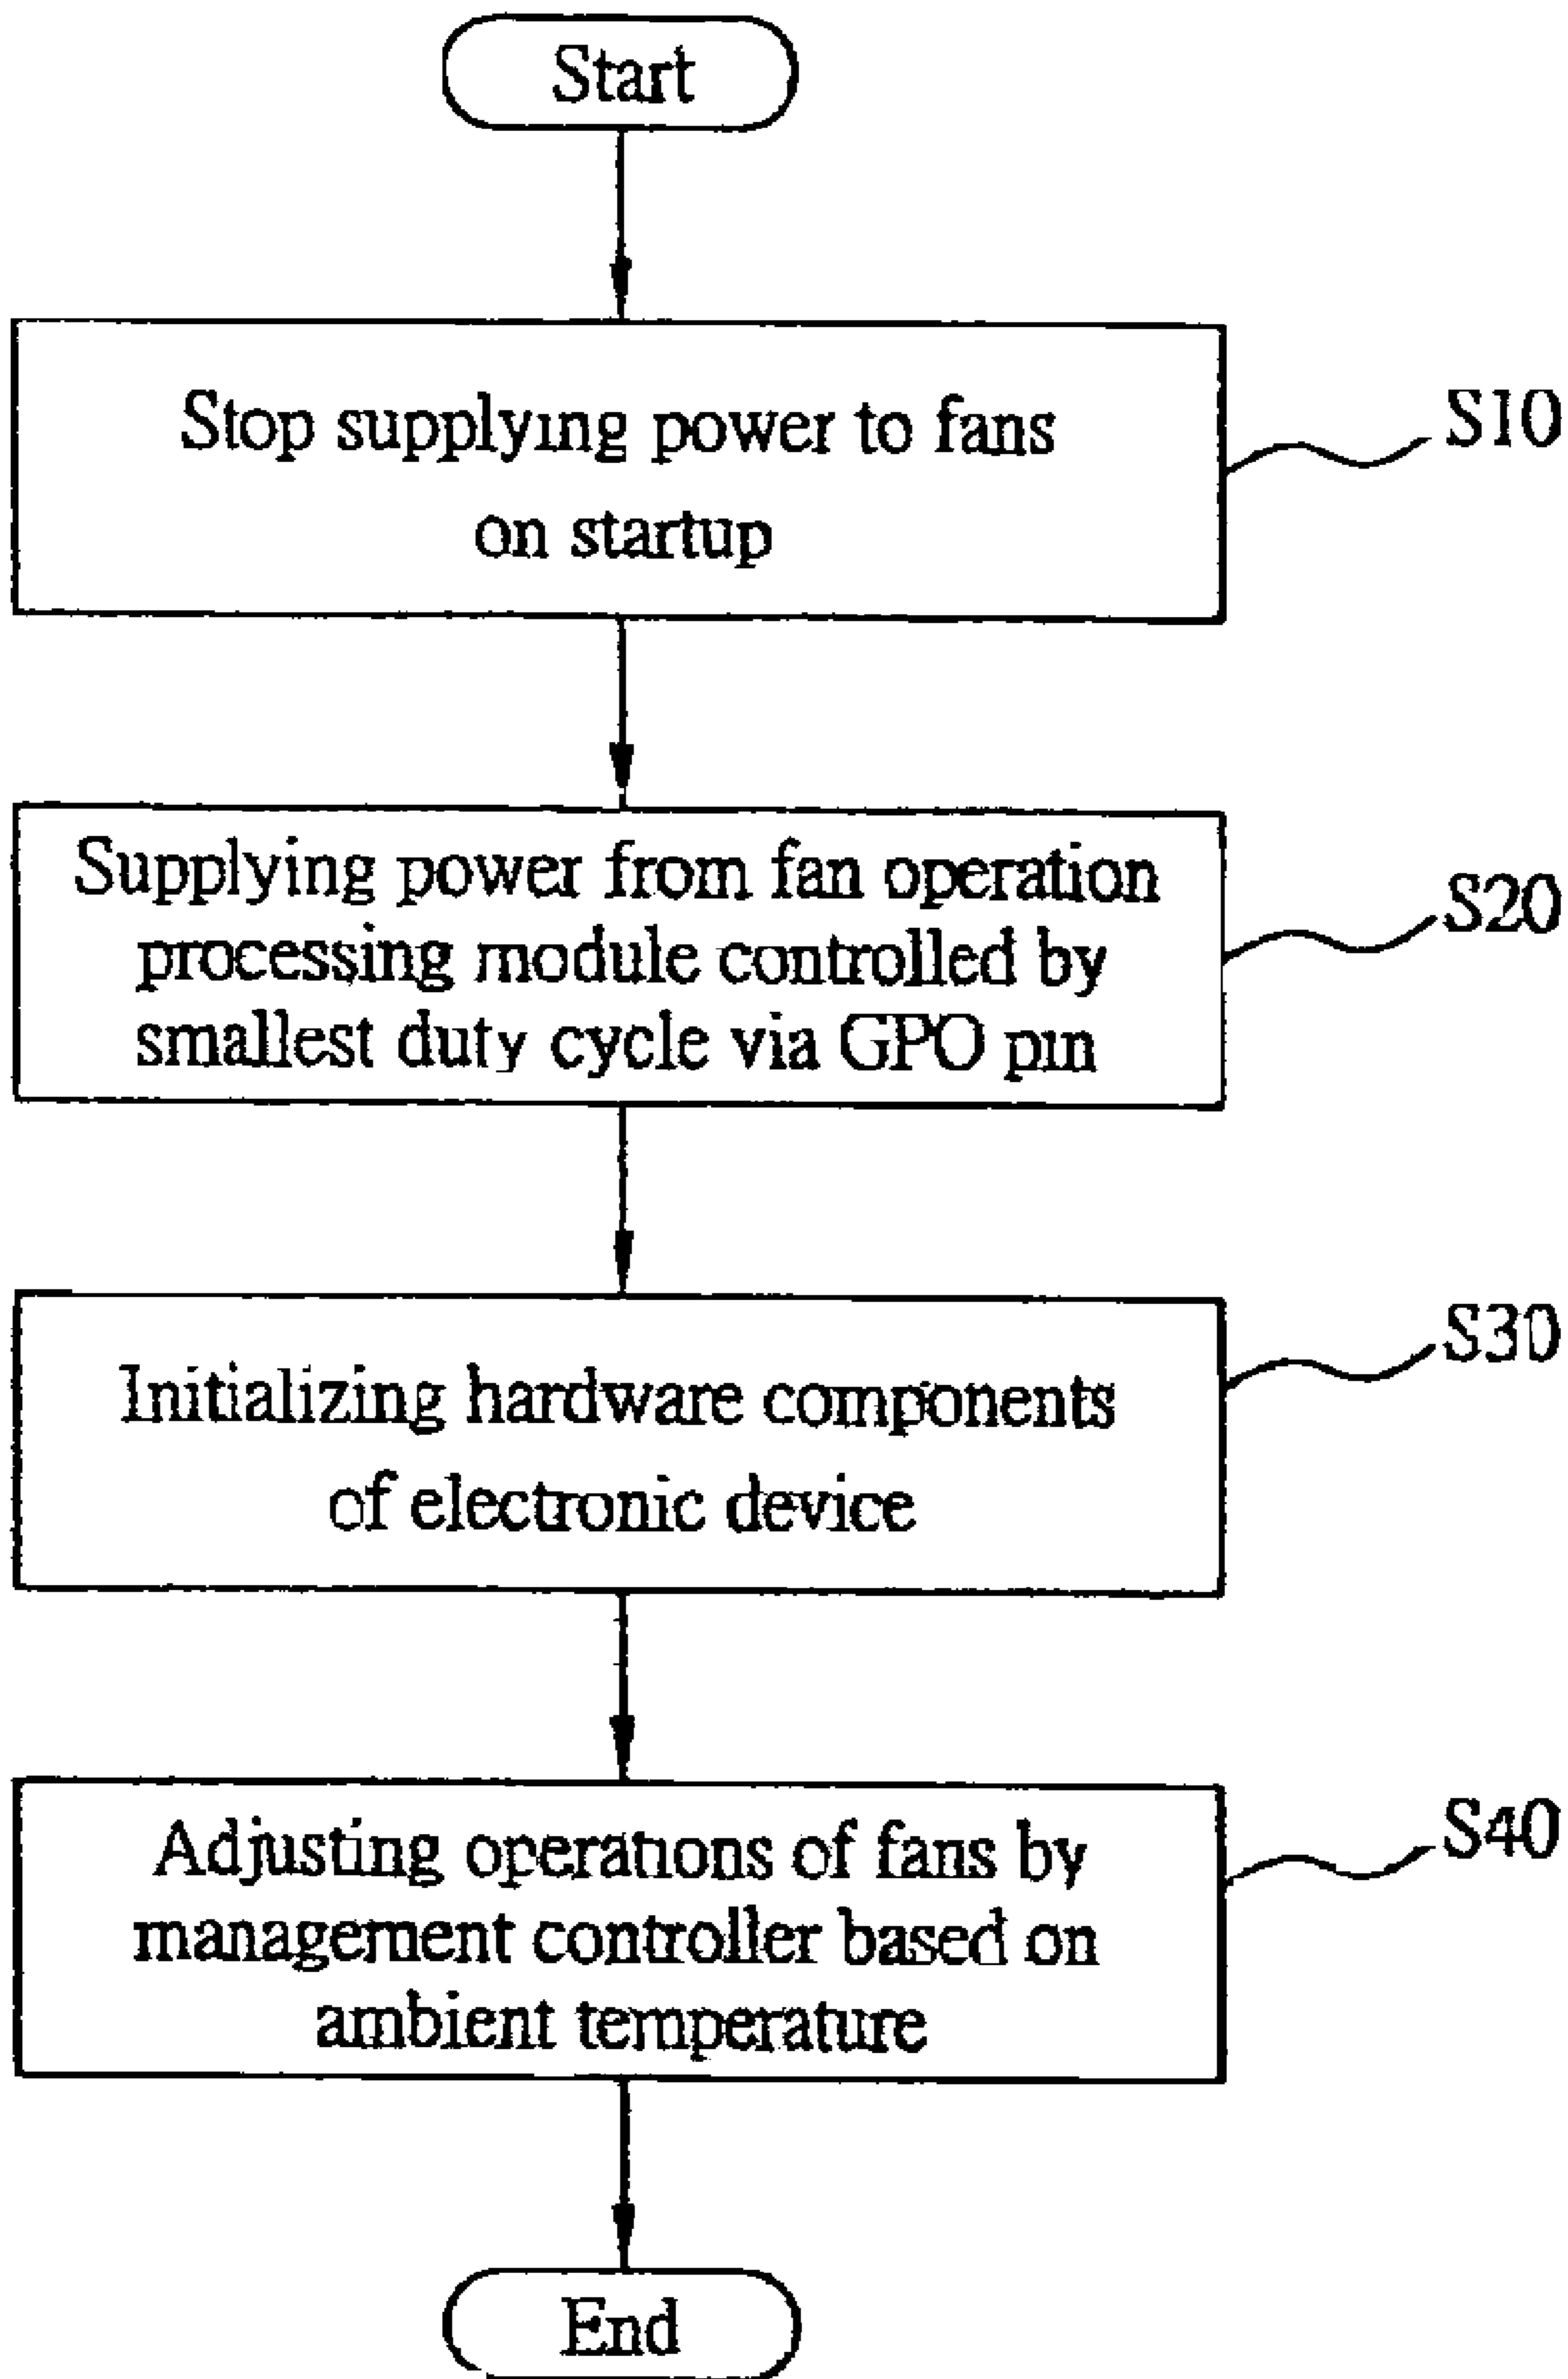 Start
Stop supplying power to fans
on startup
S10
Supplying power from fan operation
processing module controlled by
smallest duty cycle via GPO pin
S20
Initializing hardware components
of electronic device
S30
Adjusting operations of fans by
management controller based on
ambient temperature
S40
End